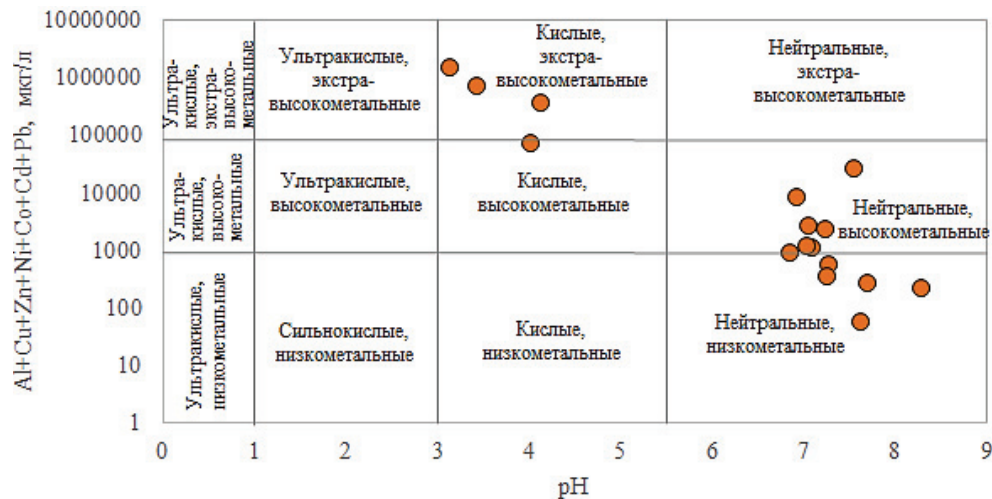 10000000
1000000
100000
10000
1000
100
10
1
Al+Cu+Zn+Ni+Co+Cd+Pb, мкг/л
Ультра-
кислые,
экстра-
высоко-
метальные
Ультракислые,
экстра-
высокометальные
Кислые,
экстра-
высокометальные
Нейтральные,
экстра-
высокометальные
Ультра-
кислые,
высоко-
метальные
Ультракислые,
высокометальные
Кислые,
высокометальные
Нейтральные,
высокометальные
Ультракислые,
низкометальные
Сильнокислые,
низкометальные
Кислые,
низкометальные
Нейтральные,
низкометальные
0 1 2 3 4 5 6 7 8 9
pH